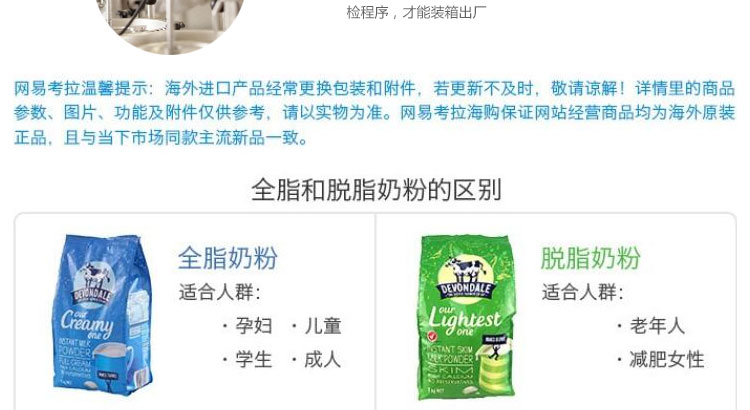 检程序，才能装箱出厂
网易考拉温馨提示：海外进口产品经常更换包装和附件，若更新不及时，敬请谅解！详情里的商品
参数、图片、功能及附件仅供参考，请以实物为准。网易考拉海购保证网站经营商品均为海外原装
正品，且与当下市场同款主流新品一致。
全脂和脱脂奶粉的区别
全脂奶粉
适合人群：
·孕妇 ·儿童
·学生 ·成人
DEVONDALE
our
Creamy
one
INSTANT MILK
POWDER
FULL CREAM
脱脂奶粉
适合人群：
·老年人
·减肥女性
DEVONDALE
our
Lightest
one
INSTANT SKIM
MILK POWDER
SKIM